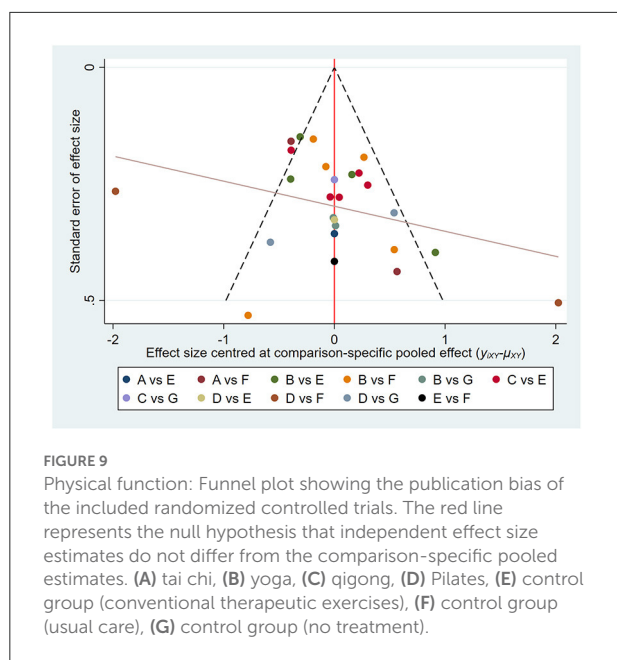 0
.5
Standard error of effect size
-2
-1
0
1
2
Effect size centred at comparison-specific pooled effect (yiXY-μXY)
A vs E
A vs F
B vs E
B vs F
B vs G
C vs E
C vs G
D vs E
D vs F
D vs G
E vs F
FIGURE 9
Physical function: Funnel plot showing the publication bias of
the included randomized controlled trials. The red line
represents the null hypothesis that independent effect size
estimates do not differ from the comparison-specific pooled
estimates. (A) tai chi, (B) yoga, (C) qigong, (D) Pilates, (E) control
group (conventional therapeutic exercises), (F) control group
(usual care), (G) control group (no treatment).